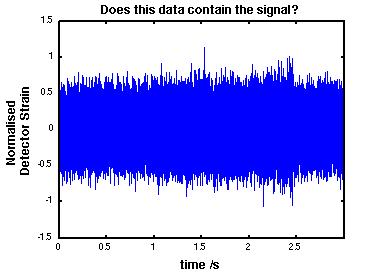 Does this data contain the signal?
1.5
1
0.5
0
-0.5
-1
-1.5
Normalised
Detector Strain
0 0.5 1 1.5 2 2.5
time /s